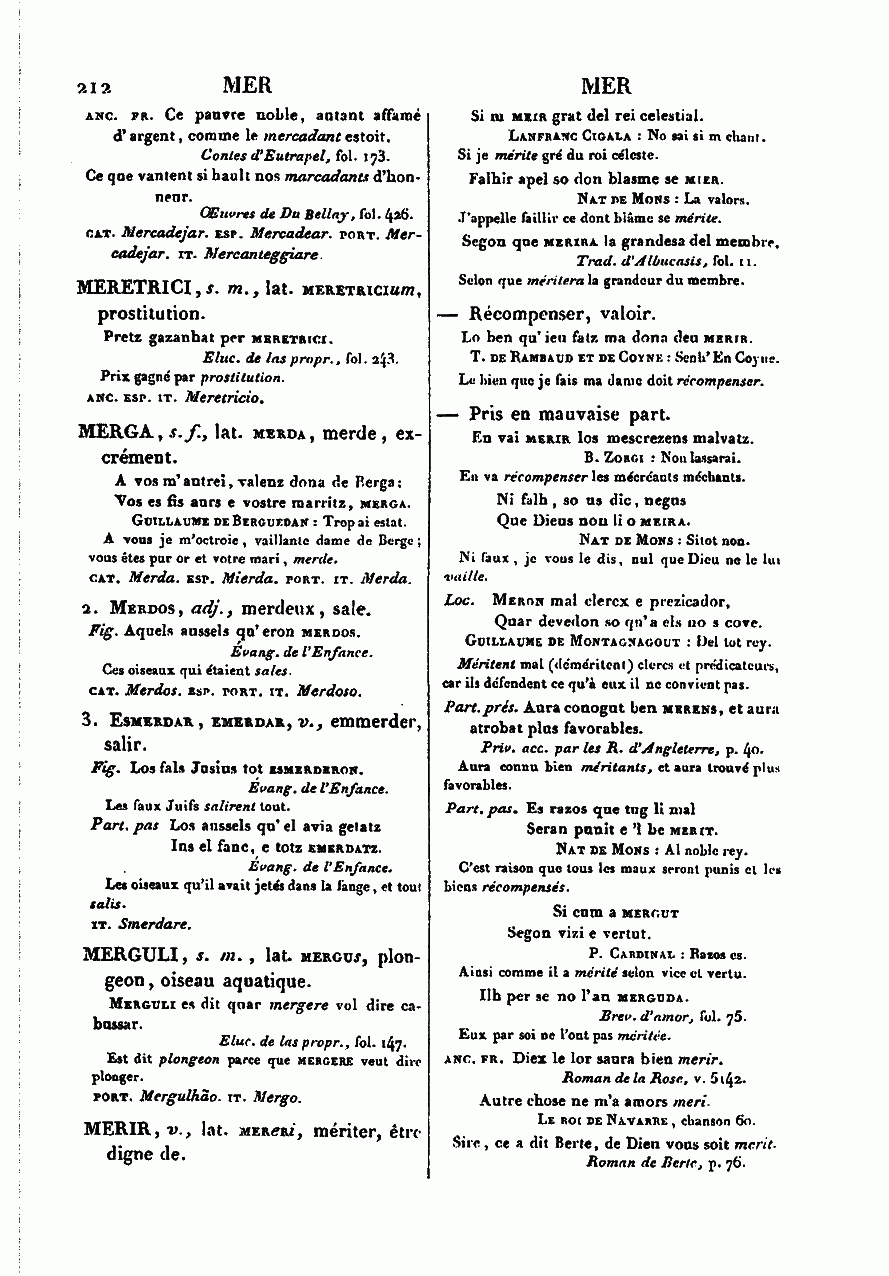 212 MER MER
ANC. FR. Ce pauvre noble, autant affamé
d'argent, comme le mercadant estoit.
Contes d'Eutrapel, fol. 173.
Ce que vantent si hault nos marcadants d'hon-
neur.
Œuvres de Du Bellay, fol. 426.
CAT. Mercadejar. ESP. Mercadear. PORT. Mer-
cadejar. IT. Mercanteggiare.
MERETRICI, s. m., lat. MERETRICIum,
prostitution.
Pretz gazanhat per MERETRICI.
Eluc. de las propr., fol. 243.
Prix gagné par prostitution.
ANC. ESP. IT. Meretricio.
MERGA, s. f., lat. MERDA, merde, ex-
crément.
A vos m'autrei, valenz dona de Berga;
Vos es fis aurs e vostre marritz, MERGA.
GUILLAUME DE BERGUEDAN : Trop ai estat.
A vous je m'octroie, vaillante dame de Berge;
vous êtes pur or et votre mari, merde.
CAT. Merda. ESP. Mierda. PORT. IT. Merda.
2. MERDOS, adj., merdeux, sale.
Fig. Aquels aussels qu'eron MERDOS.
Évang. de l'Enfance.
Ces oiseaux qui étaient sales.
CAT. Merdos. ESP. PORT. IT. Merdoso.
3. ESMERDAR, EMERDAR, v., emmerder,
salir.
Fig. Los fals Jusius tot ESMERDERON.
Évang. de l'Enfance.
Les faux Juifs salirent tout.
Part. pas Los aussels qu'el avia getatz
Ins el fanc, e totz EMERDATZ.
Évang. de l'Enfance.
Les oiseaux qu'il avait jetés dans la fange, et tout
salis.
IT. Smerdare.
MERGULI, s. m., lat. MERGUS, plon-
geon, oiseau aquatique.
MERGULI es dit quar mergere vol dire ca-
bussar.
Eluc. de las propr., fol. 147.
Est dit plongeon parce que MERGERE veut dire
plonger.
PORT. Mergulhão. IT. Mergo.
MERIR, v., lat. MEReri, mériter, être
digne de.
Si m MEIR grat del rei celestial.
LANFRANC CIGALA : No sai si m chant.
Si je mérite gré du roi céleste.
Falhir apel so don blasme se MIER.
NAT DE MONS : La valors.
J'appelle faillir ce dont blâme se mérite.
Segon que MERIRA la grandesa del membre.
Trad. d'Albucasis, fol. 11.
Selon que méritera la grandeur du membre.
— Récompenser, valoir.
Lo ben qu'ieu fatz ma dona deu MERIR.
T. DE RAMBAUD ET DE COYNE : Senh'En Coyne.
Le bien que je fais ma dame doit récompenser.
— Pris en mauvaise part.
En vai MERIR los mescrezens malvatz.
B. ZORGI : Non lassarai.
En va récompenser les mécréants méchants.
Ni falh, so us dic, negus
Que Dieus non li o MEIRA.
NAT DE MONS : Sitot non.
Ni faux, je vous le dis, nul que Dieu ne le lui
vaille.
Loc. MERON mal clercx e prezicador,
Quar devedon so qu'a els no s cove.
GUILLAUME DE MONTAGNAGOUT : Del tot rey.
Méritent mal (déméritent) clercs et prédicateurs,
car ils défendent ce qu'à eux il ne convient pas.
Part. prés. Aura conogut ben MERENS, et aura
atrobat plus favorables.
Priv. acc. par les R. d'Angleterre, p. 40.
Aura connu bien méritants, et aura trouvé plus
favorables.
Part. pas. Es razos que tug li mal
Seran punit e 'l be MERIT.
NAT DE MONS : Al noble rey.
C'est raison que tous les maux seront punis et les
biens récompensés.
Si cum a MERGUT
Segon vizi e vertut.
P. CARDINAL : Razos es.
Ainsi comme il a mérité selon vice et vertu.
Ilh per se no l'an MERGUDA.
Brev. d'amor, fol. 75.
Eux par soi ne l'ont pas méritée.
ANC. FR. Diex le lor saura bien merir.
Roman de la Rose, v. 5142.
Autre chose ne m'a amors meri.
LE ROI DE NAVARRE, chanson 60.
Sire, ce a dit Berte, de Dieu vous soit merit.
Roman de Berte, p. 76.